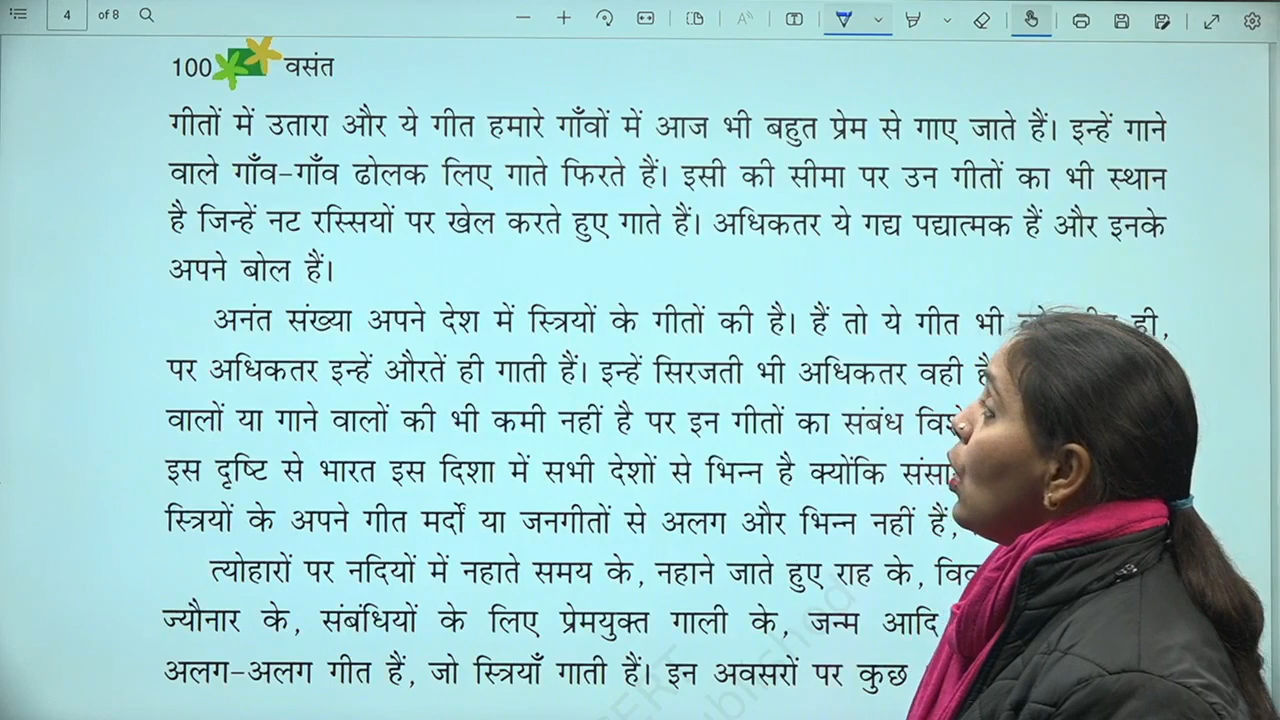 4 of 8
100 वसंत
गीतों में उतारा और ये गीत हमारे गाँवों में आज भी बहुत प्रेम से गाए जाते हैं। इन्हें गाने
वाले गाँव-गाँव ढोलक लिए गाते फिरते हैं। इसी की सीमा पर उन गीतों का भी स्थान
है जिन्हें नट रस्सियों पर खेल करते हुए गाते हैं। अधिकतर ये गद्य पद्यात्मक हैं और इनके
अपने बोल हैं।
अनंत संख्या अपने देश में स्त्रियों के गीतों की है। हैं तो ये गीत भी ही,
पर अधिकतर इन्हें औरतें ही गाती हैं। इन्हें सिरजती भी अधिकतर वही
वालों या गाने वालों की भी कमी नहीं है पर इन गीतों का संबंध
इस दृष्टि से भारत इस दिशा में सभी देशों से भिन्न है क्योंकि
स्त्रियों के अपने गीत मर्दों या जनगीतों से अलग और भिन्न नहीं हैं,
त्योहारों पर नदियों में नहाते समय के, नहाने जाते हुए राह के,
ज्यौनार के, संबंधियों के लिए प्रेमयुक्त गाली के, जन्म आदि
अलग-अलग गीत हैं, जो स्त्रियाँ गाती हैं। इन अवसरों पर कुछ